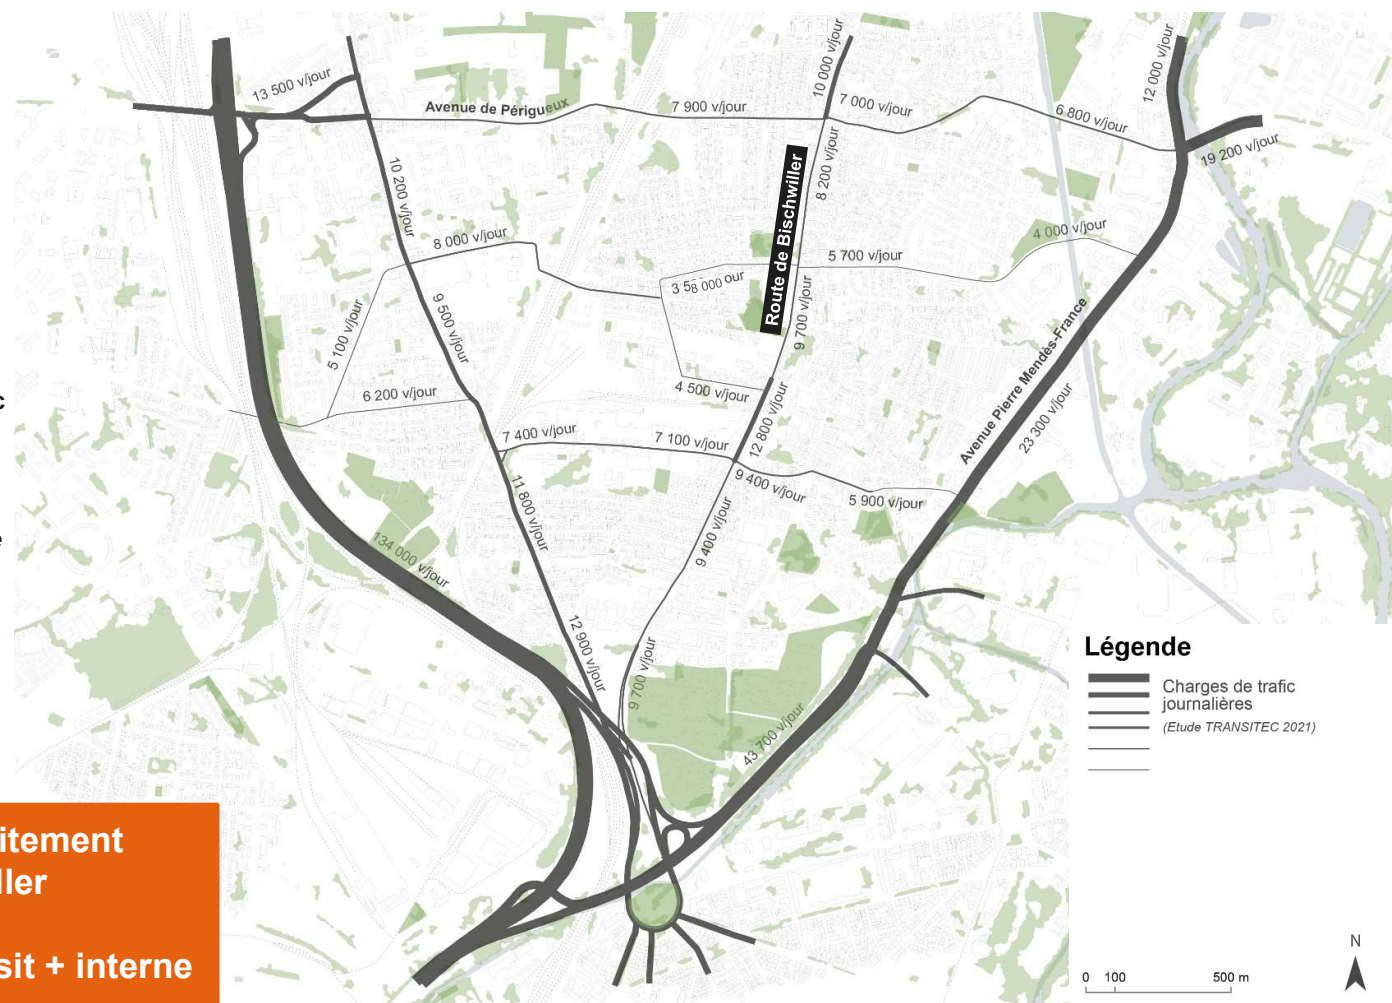 10 000 v/jour
12 000 v/jour
13 500 v/jour
Avenue de Périgueux
7 900 v/jour
7 000 v/jour
6 800 v/jour
19 200 v/jour
10 200 v/jour
8 200 v/jour
Route de Bischwiller
8 000 v/jour
4 000 v/jour
5 700 v/jour
8 000
our
9 500 v/jour
5 100 v/jour
9 700 v/jour
Avenue Pierre Mendès-France
23 300 v/jour
6 200 v/jour
4 500 v/jour
12 800 v/jour
c
7 400 v/jour
7 100 v/jour
9 400 v/jour
5 900 v/jour
11 800 v/jour
9 400 v/jour
134 000 v/jour
e
12 900 v/jour
9 700 v/jour
43 700 v/jour
Légende
Charges de trafic
journalières
(Etude TRANSITEC 2021)
itement
ller
sit + interne
N
0 100 500 m